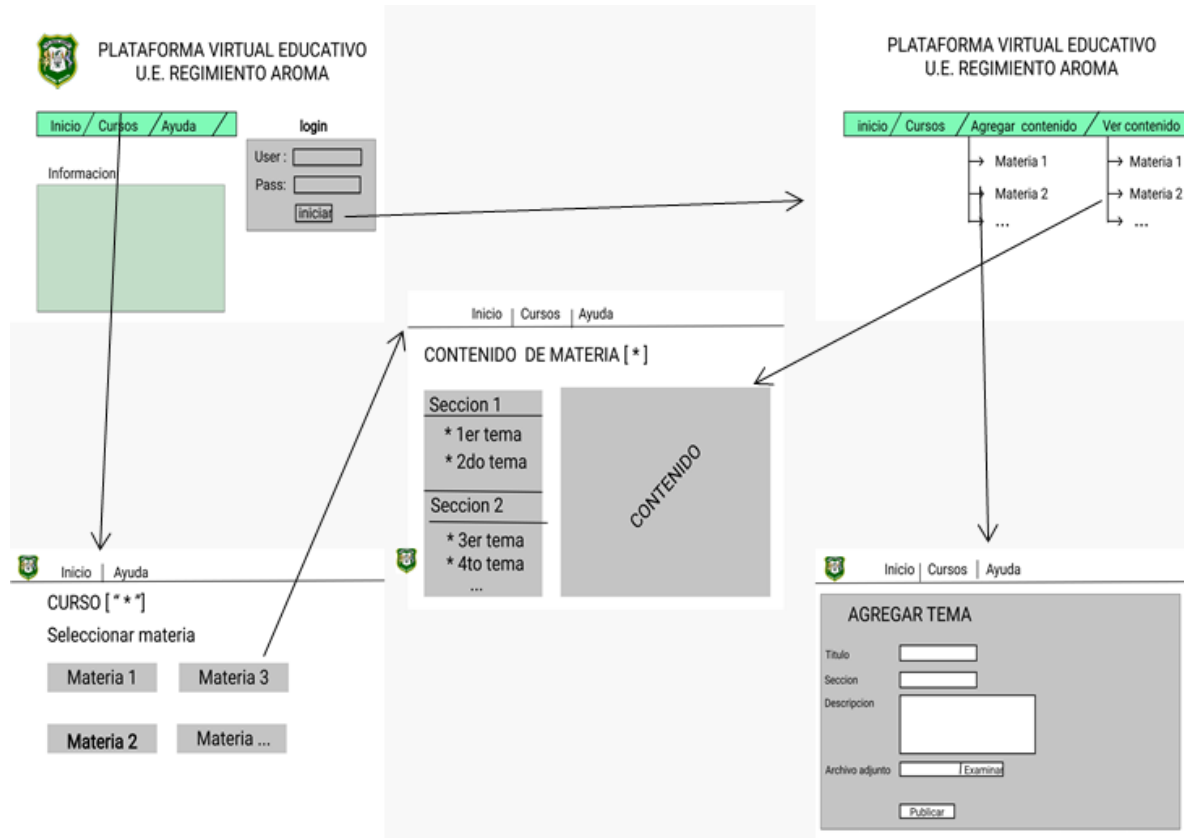 PLATAFORMA VIRTUAL EDUCATIVO
U.E. REGIMIENTO AROMA
Inicio / Cursos / Ayuda /
login
User :
Pass:
iniciar
Informacion
PLATAFORMA VIRTUAL EDUCATIVO
U.E. REGIMIENTO AROMA
inicio / Cursos / Agregar contenido / Ver contenido
Materia 1
Materia 2
...
Materia 1
Materia 2
...
Inicio | Cursos | Ayuda
CONTENIDO DE MATERIA [ * ]
Seccion 1
* 1er tema
* 2do tema
Seccion 2
* 3er tema
* 4to tema
...
CONTENIDO
Inicio | Ayuda
CURSO [ “ * “]
Seleccionar materia
Materia 1
Materia 3
Materia 2
Materia ...
Inicio | Cursos | Ayuda
AGREGAR TEMA
Titulo
Seccion
Descripcion
Archivo adjunto
Examinar
Publicar